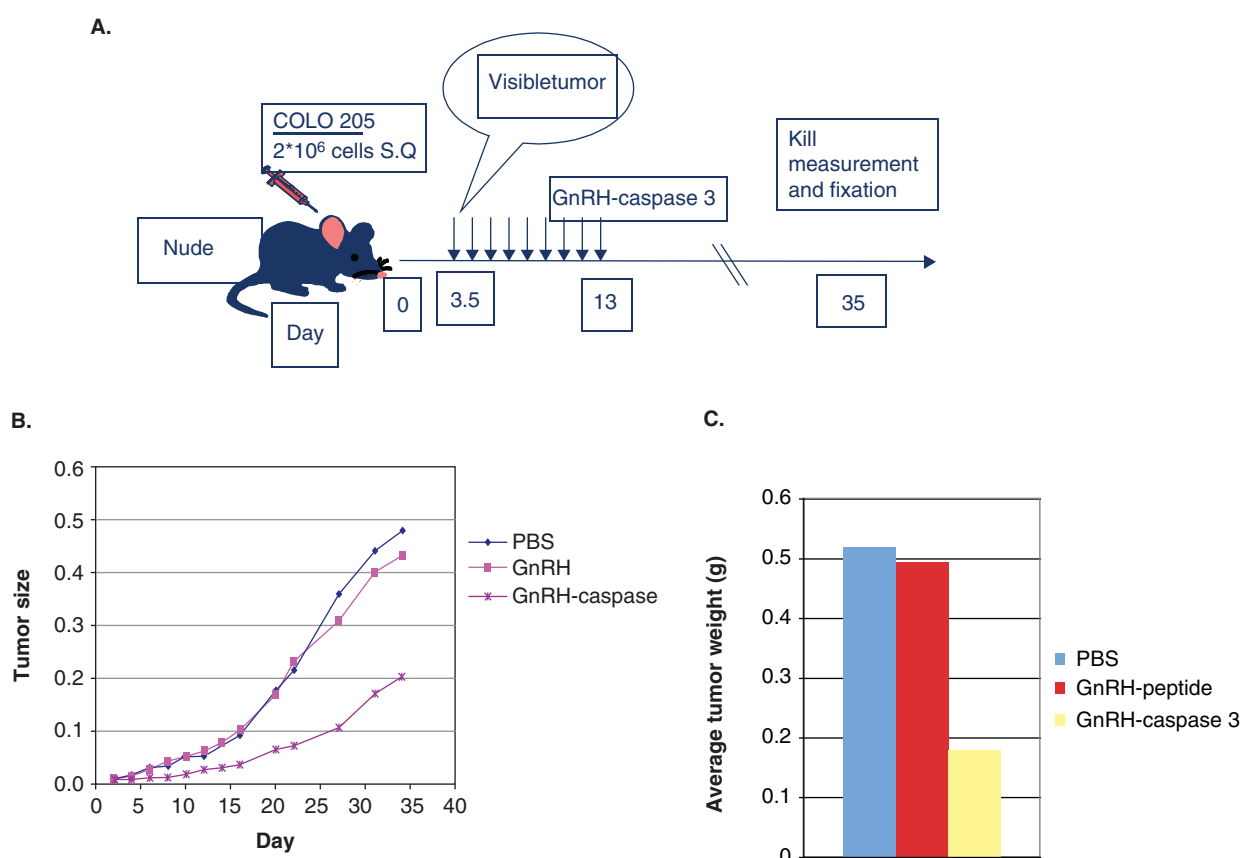 A.
Visibletumor
COLO 205
2*10⁶ cells S.Q
Kill
measurement
and fixation
GnRH-caspase 3
Nude
0
3.5
13
35
Day
B.
0.6
0.5
0.4
0.3
0.2
0.1
0.0
Tumor size
0 5 10 15 20 25 30 35 40
Day
PBS
GnRH
GnRH-caspase
C.
0.6
0.5
0.4
0.3
0.2
0.1
0
Average tumor weight (g)
PBS
GnRH-peptide
GnRH-caspase 3